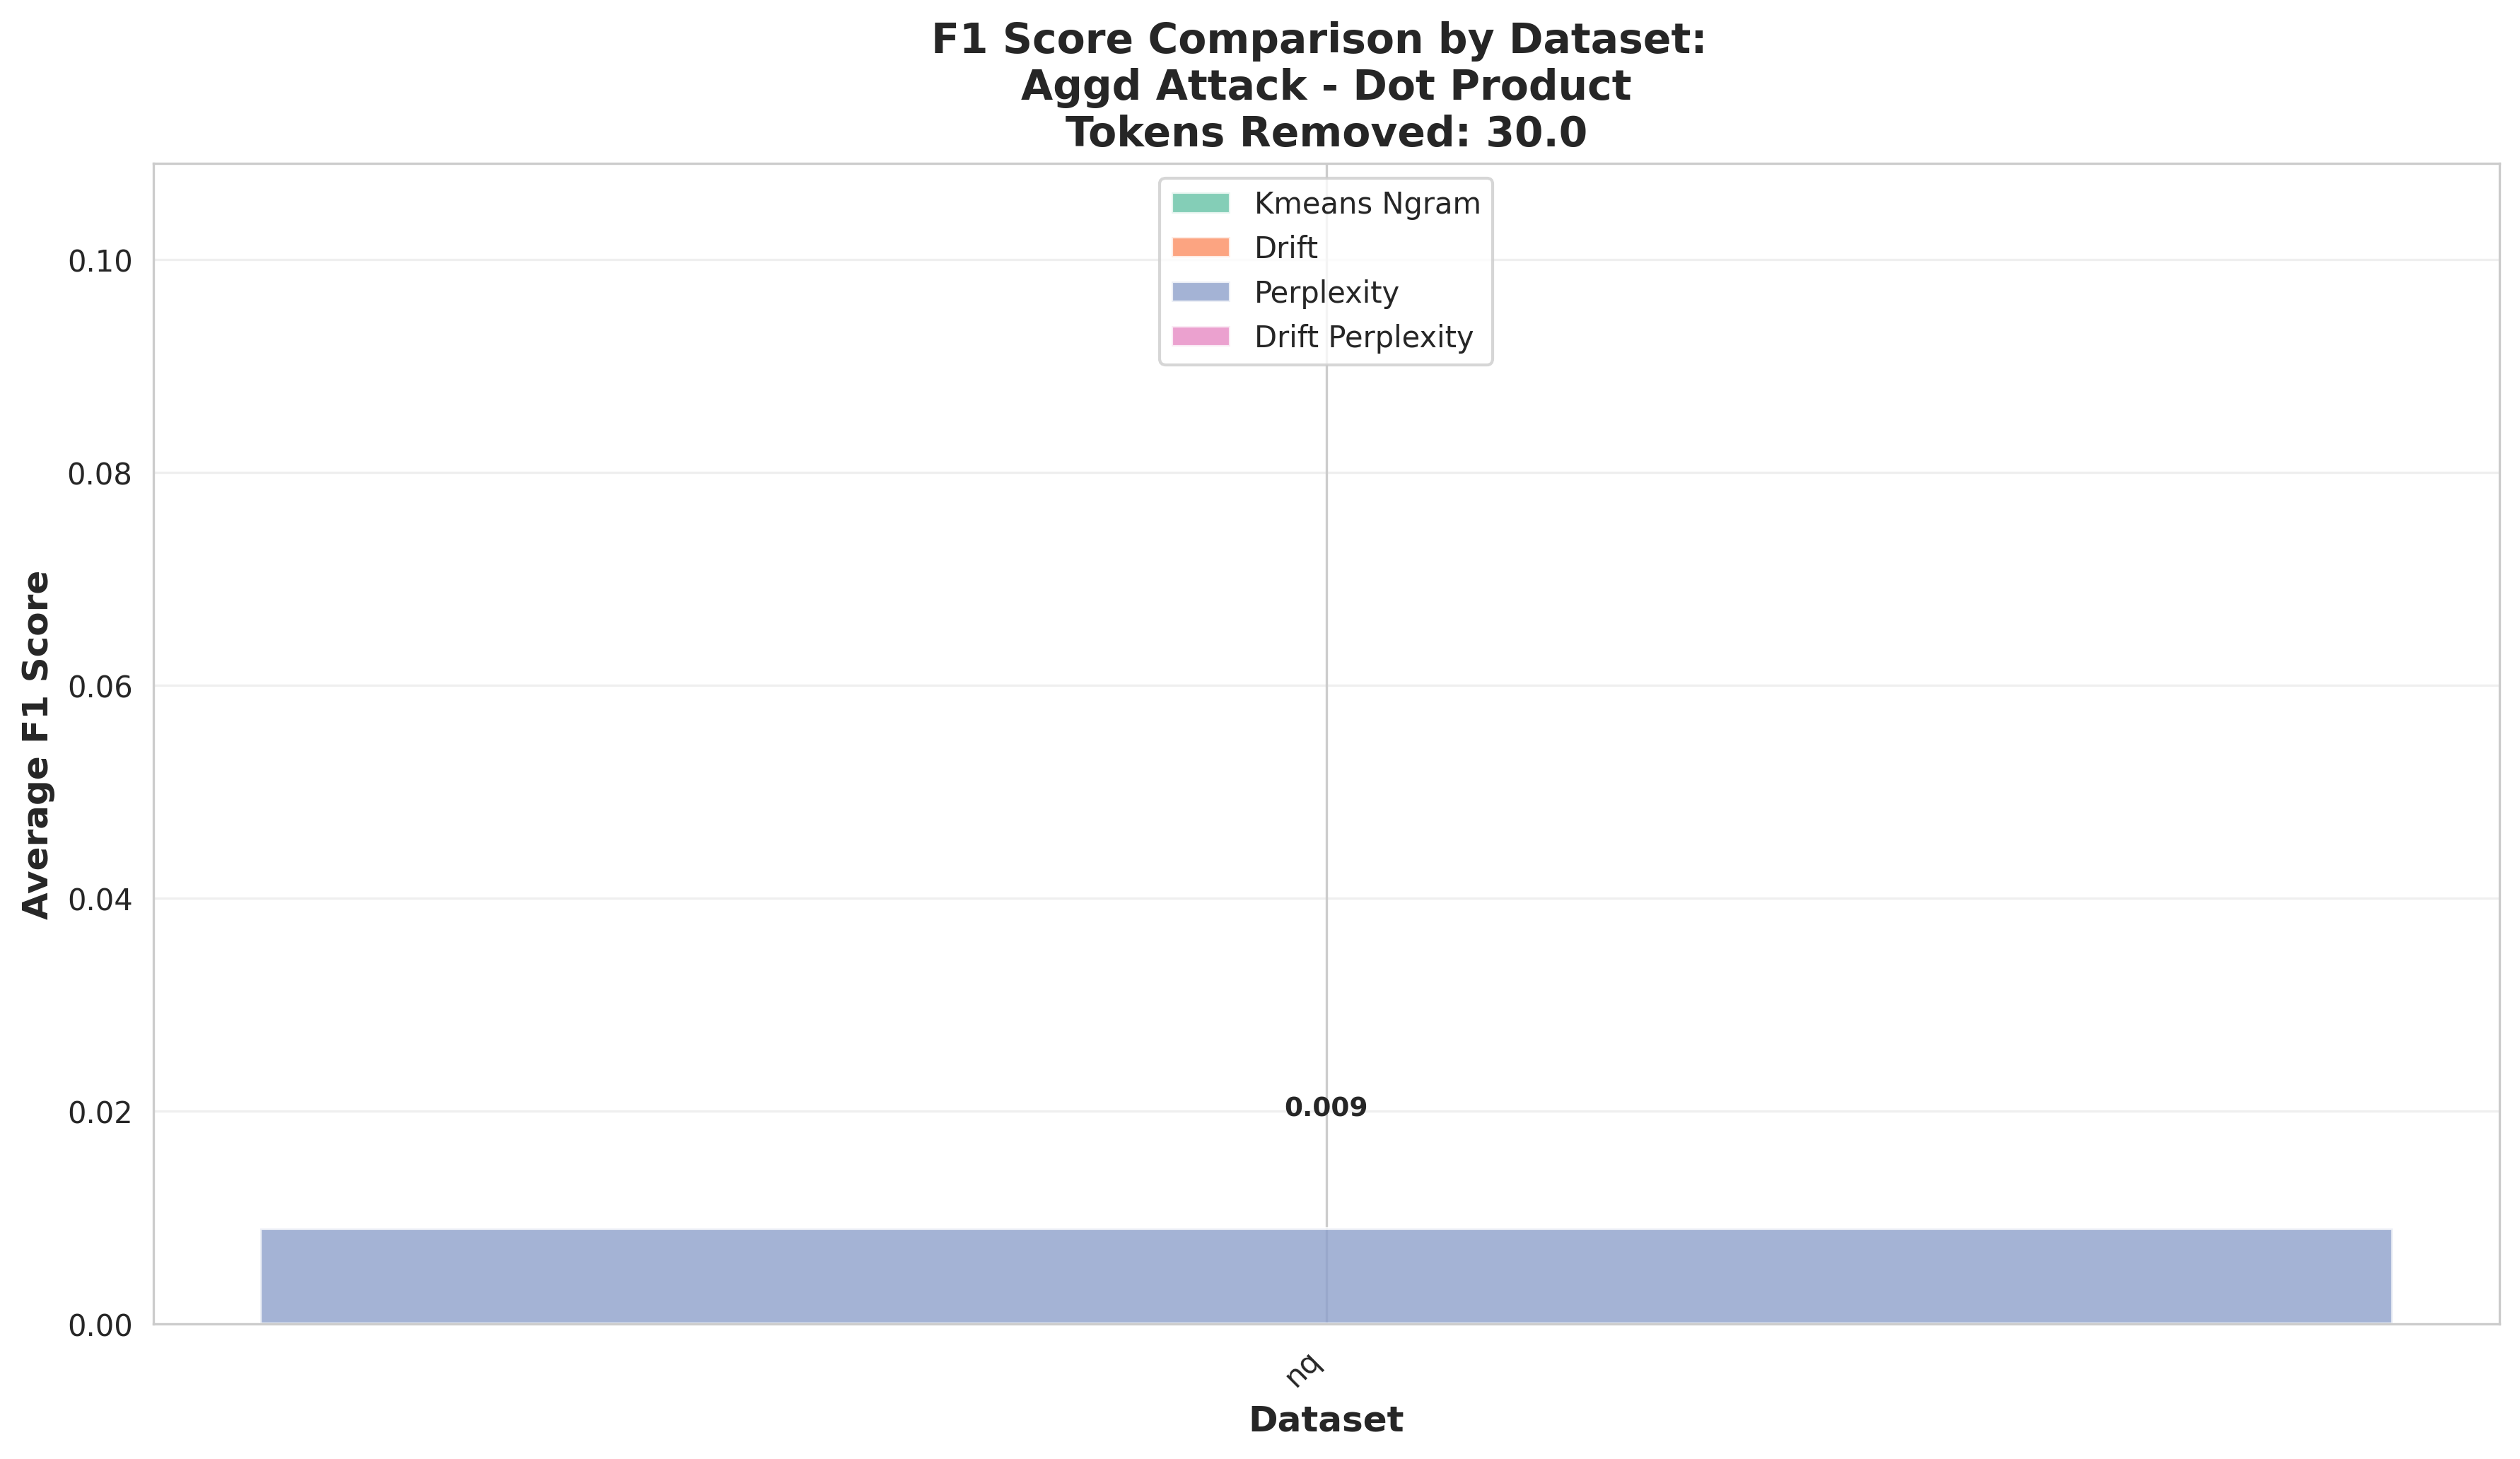 F1 Score Comparison by Dataset:
Aggd Attack - Dot Product
Tokens Removed: 30.0
Kmeans Ngram
Drift
Perplexity
Drift Perplexity
Average F1 Score
0.10
0.08
0.06
0.04
0.02
0.00
0.009
nq
Dataset